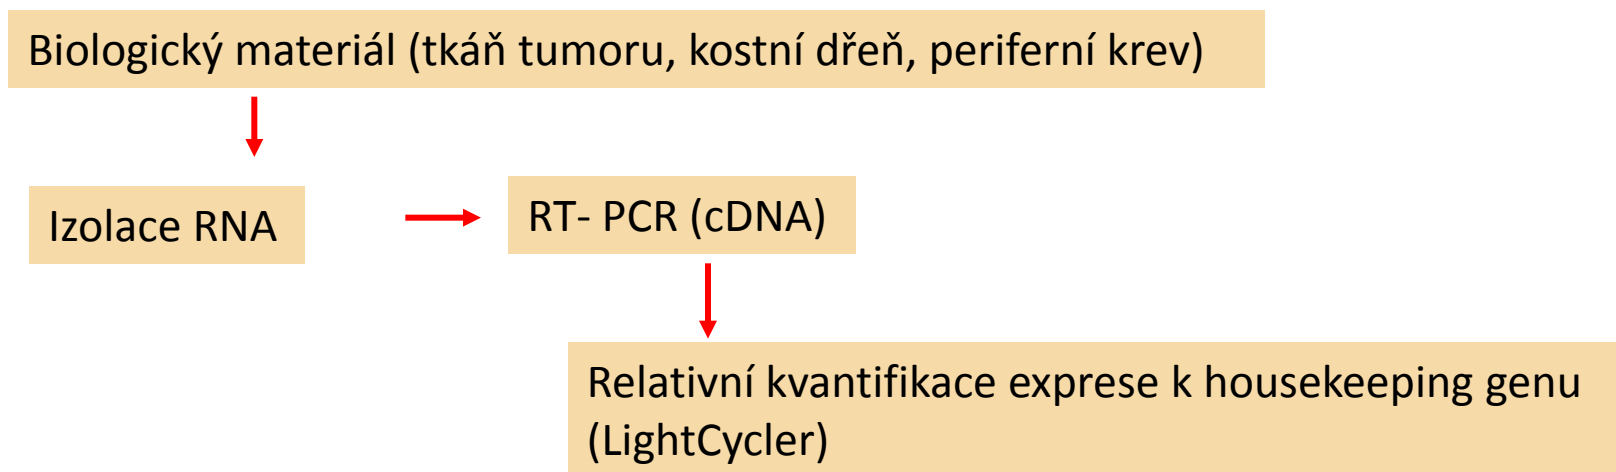 Biologický materiál (tkáň tumoru, kostní dřeň, periferní krev)
Izolace RNA
RT- PCR (cDNA)
Relativní kvantifikace exprese k housekeeping genu
(LightCycler)